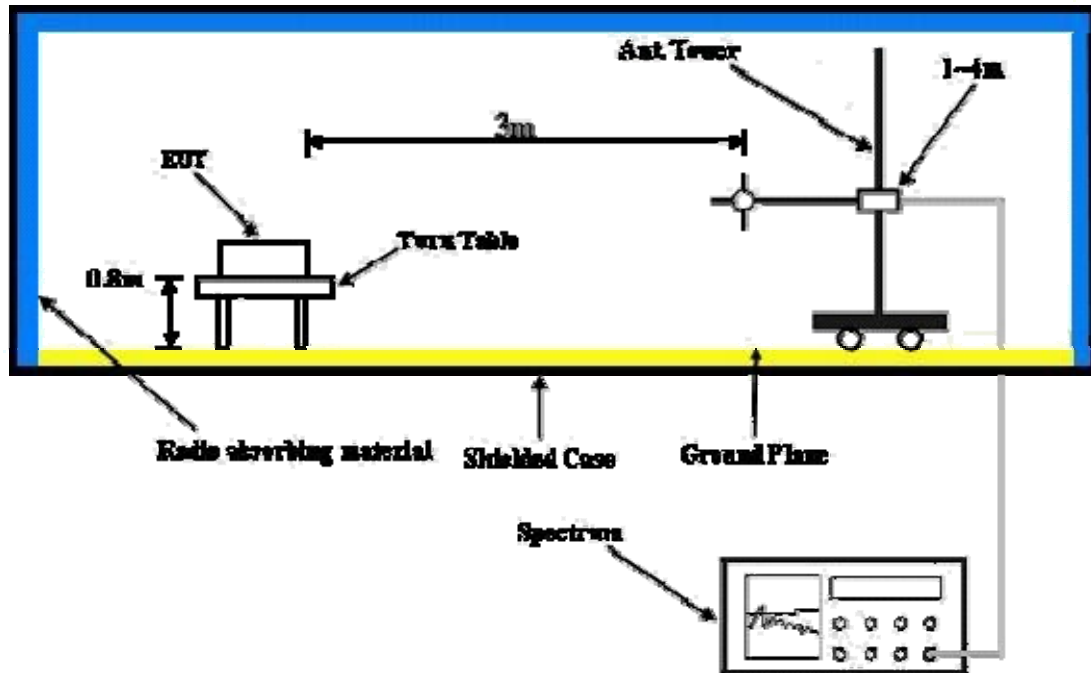 Ant. Tower
1~4m
3m
EUT
Turn Table
0.8m
Radio absorbing material
Shielded Case
Ground Plane
Spectrum